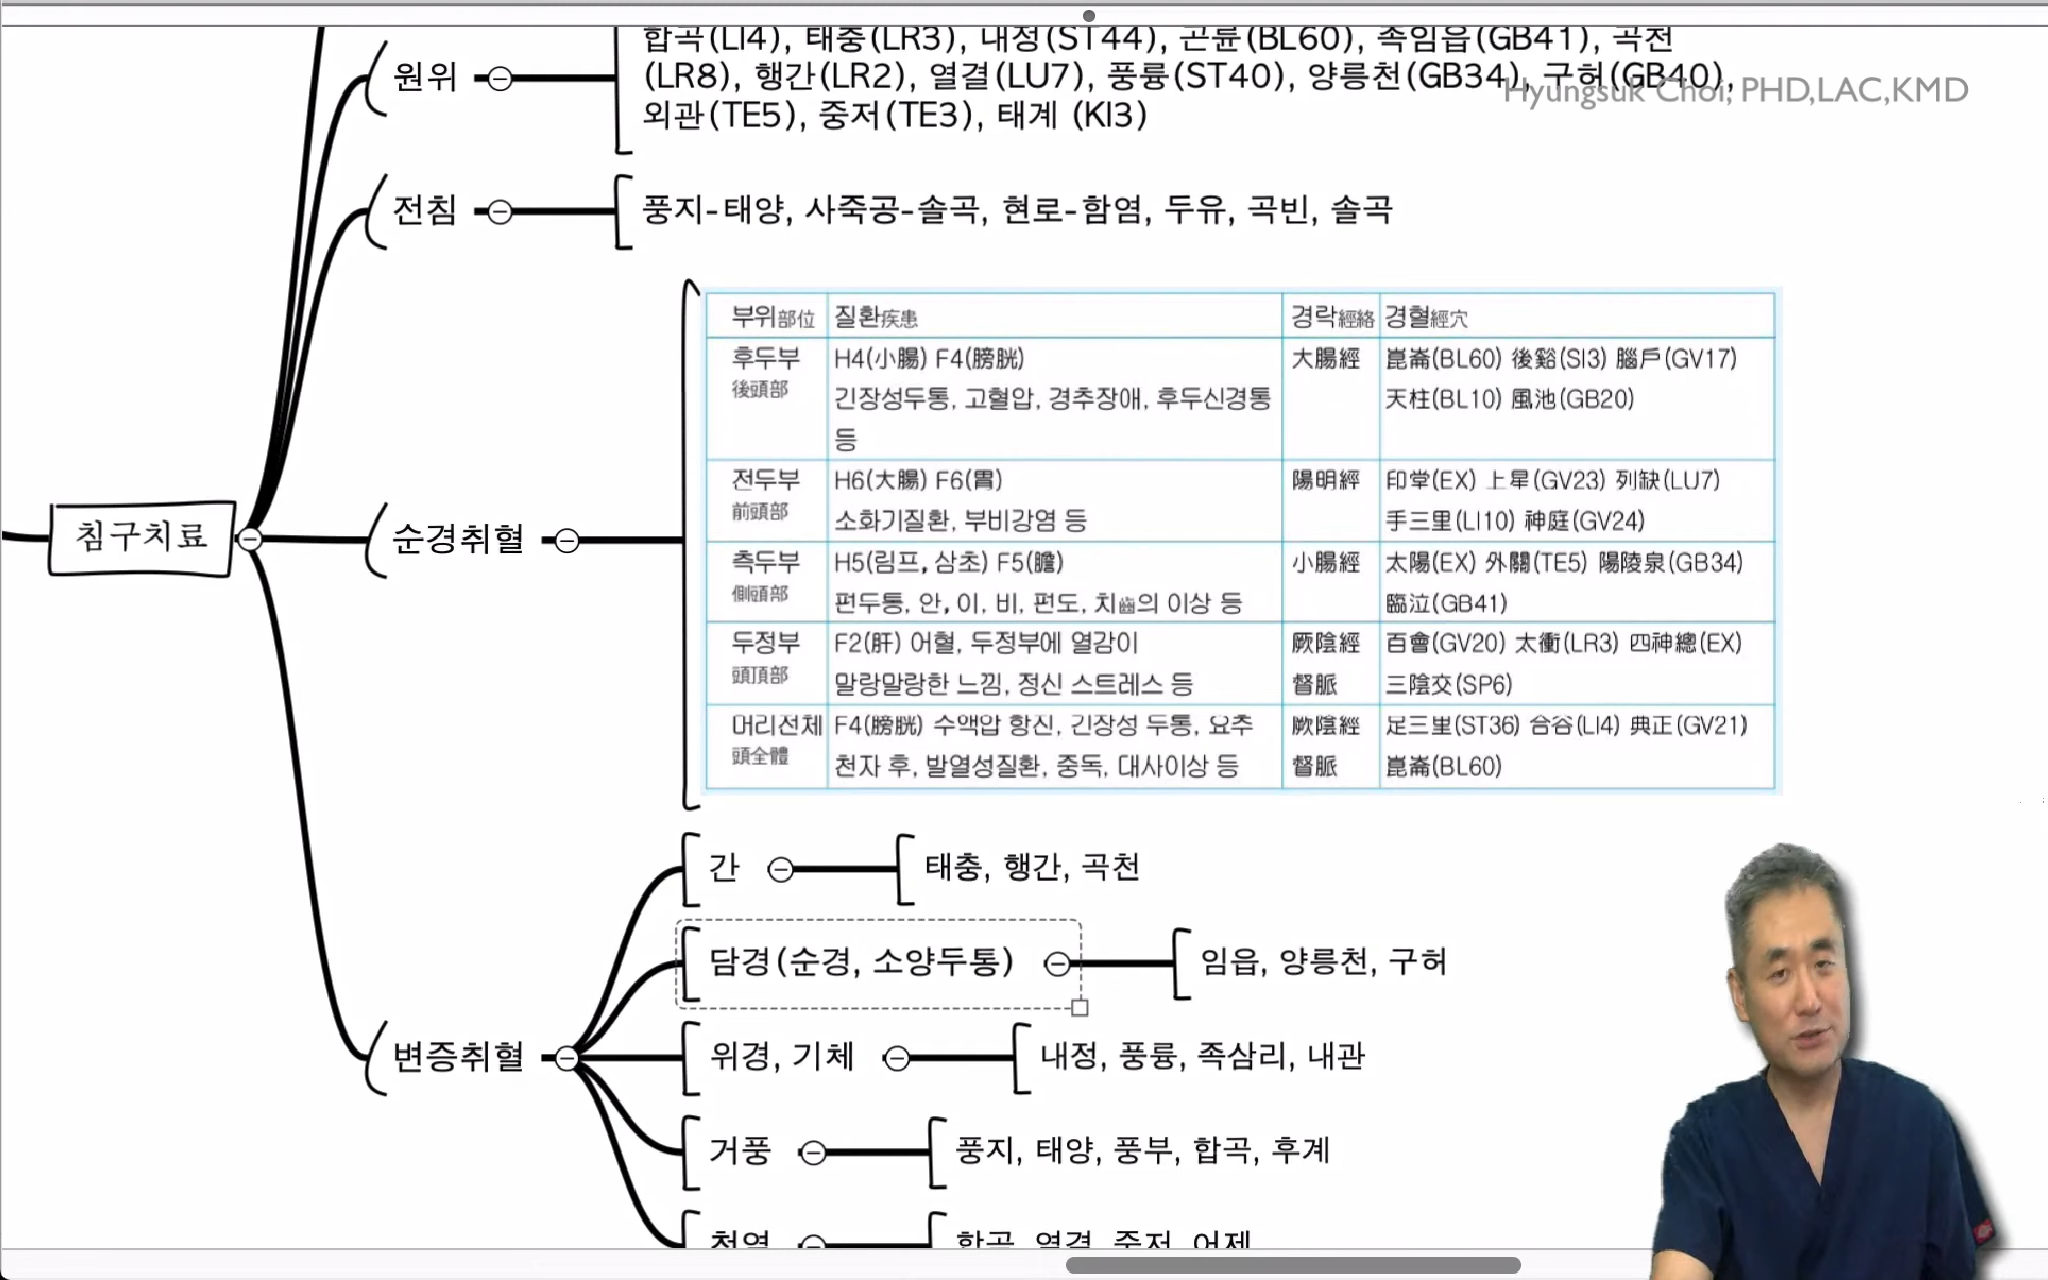 합곡(LI4), 태충(LR3), 내정(ST44), 곤륜(BL60), 족임읍(GB41), 곡천
(LR8), 행간(LR2), 열결(LU7), 풍륭(ST40), 양릉천(GB34), 구허(GB40),
외관(TE5), 중저(TE3), 태계 (KI3)
원위
Hyungsuk Choi, PHD,LAC,KMD
전침
풍지-태양, 사죽공-솔곡, 현로-함염, 두유, 곡빈, 솔곡
침구치료
순경취혈
부위部位 질환疾患 경락經絡 경혈經穴
후두부 H4(小腸) F4(膀胱) 大腸經 崑崙(BL60) 後谿(SI3) 腦戶(GV17)
後頭部 긴장성두통, 고혈압, 경추장애, 후두신경통 天柱(BL10) 風池(GB20)
등
전두부 H6(大腸) F6(胃) 陽明經 印堂(EX) 上星(GV23) 列缺(LU7)
前頭部 소화기질환, 부비강염 등 手三里(LI10) 神庭(GV24)
측두부 H5(림프, 삼초) F5(膽) 小腸經 太陽(EX) 外關(TE5) 陽陵泉(GB34)
側頭部 편두통, 안, 이, 비, 편도, 치齒의 이상 등 臨泣(GB41)
두정부 F2(肝) 어혈, 두정부에 열감이 厥陰經 百會(GV20) 太衝(LR3) 四神總(EX)
頭頂部 말랑말랑한 느낌, 정신 스트레스 등 督脈 三陰交(SP6)
머리전체 F4(膀胱) 수액압 항진, 긴장성 두통, 요추 厥陰經 足三里(ST36) 合谷(LI4) 典正(GV21)
頭全體 천자 후, 발열성질환, 중독, 대사이상 등 督脈 崑崙(BL60)
변증취혈
간 태충, 행간, 곡천
담경(순경, 소양두통) 임읍, 양릉천, 구허
위경, 기체 내정, 풍륭, 족삼리, 내관
거풍 풍지, 태양, 풍부, 합곡, 후계
청열 합곡, 열결, 중저, 어제